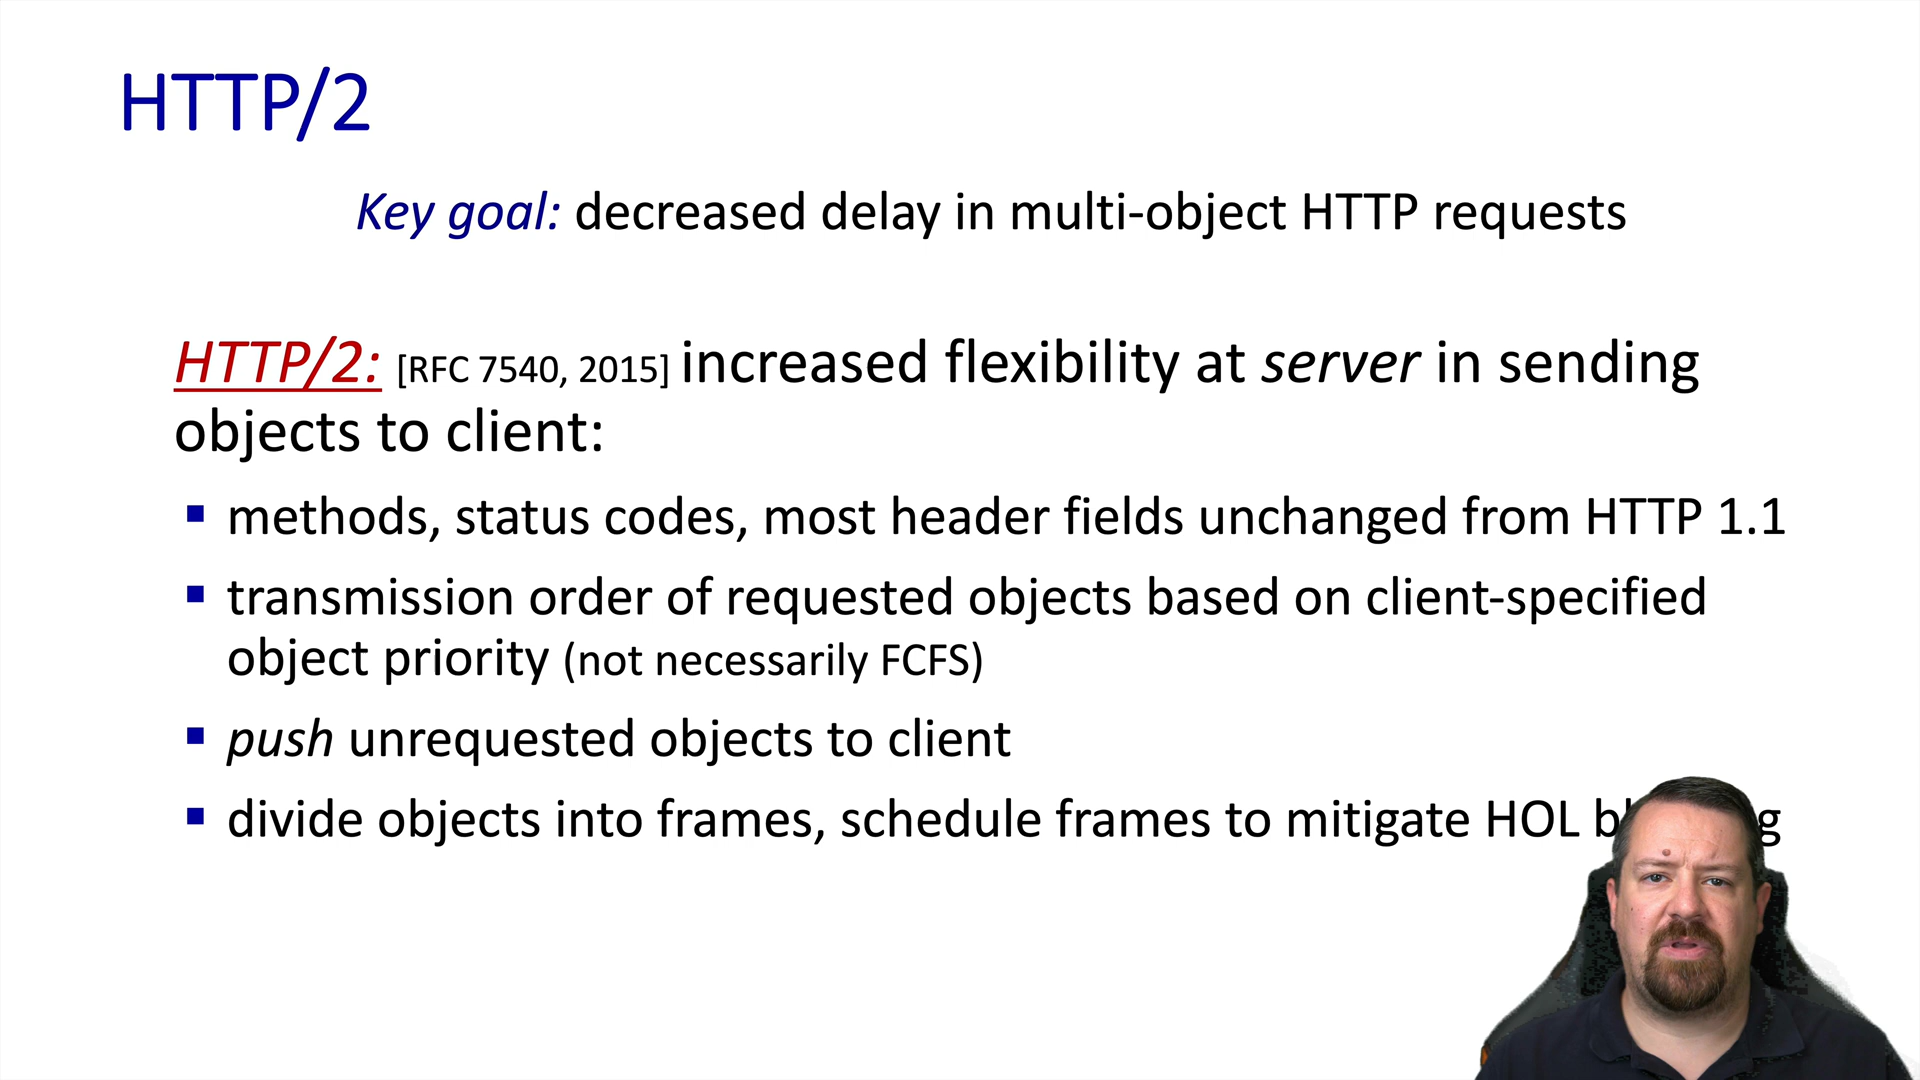 HTTP/2
Key goal: decreased delay in multi-object HTTP requests
HTTP/2: [RFC 7540, 2015] increased flexibility at server in sending
objects to client:
▪ methods, status codes, most header fields unchanged from HTTP 1.1
▪ transmission order of requested objects based on client-specified
object priority (not necessarily FCFS)
▪ push unrequested objects to client
▪ divide objects into frames, schedule frames to mitigate HOL